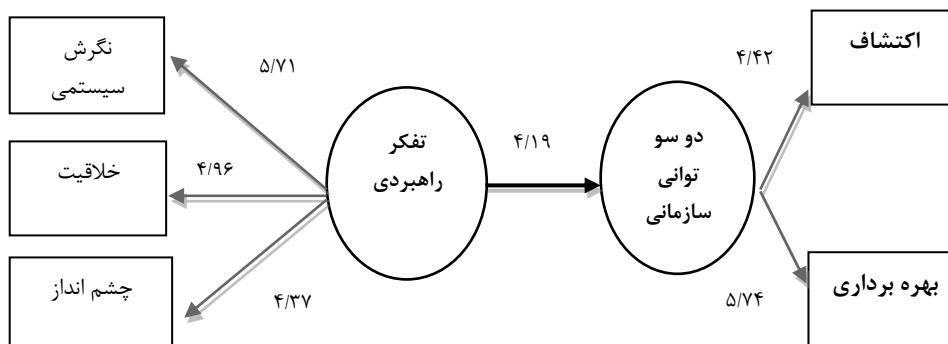 اکتشاف
۴/۴۲
دو سو
توانی
سازمانی
۵/۷۴
بهره برداری
۴/۱۹
تفکر
راهبردی
۵/۷۱
نگرش
سیستمی
۴/۹۶
خلاقیت
۴/۳۷
چشم انداز